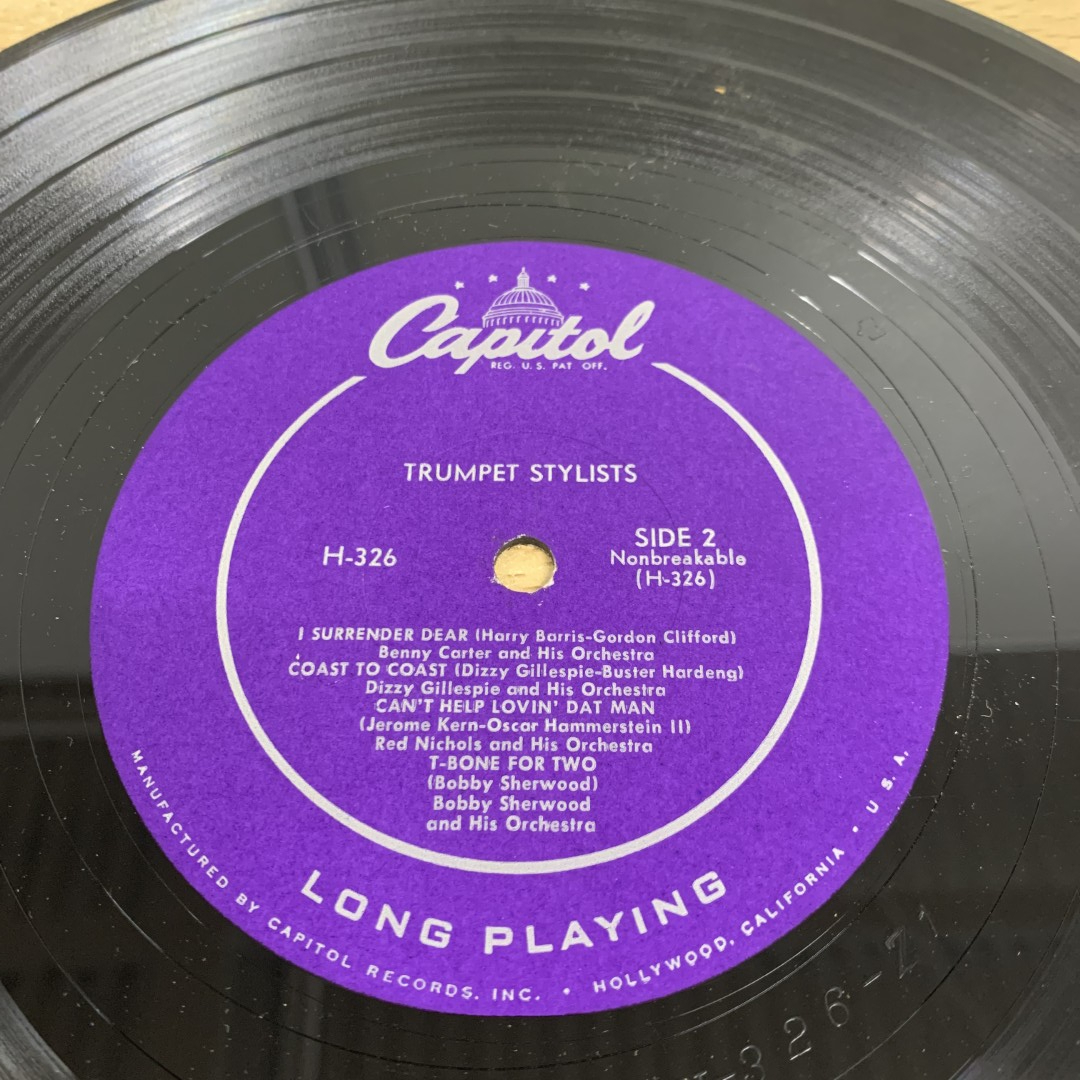 Capitol
REG. U. S. PAT. OFF.
TRUMPET STYLISTS
H-326
SIDE 2
Nonbreakable
(H-326)
I SURRENDER DEAR (Harry Barris-Gordon Clifford)
Benny Carter and His Orchestra
COAST TO COAST (Dizzy Gillespie-Buster Hardeng)
Dizzy Gillespie and His Orchestra
CAN'T HELP LOVIN' DAT MAN
(Jerome Kern-Oscar Hammerstein II)
Red Nichols and His Orchestra
T-BONE FOR TWO
(Bobby Sherwood)
Bobby Sherwood
and His Orchestra
LONG PLAYING
MANUFACTURED BY CAPITOL RECORDS, INC. • HOLLYWOOD, CALIFORNIA • U. S. A.
-326-Z1